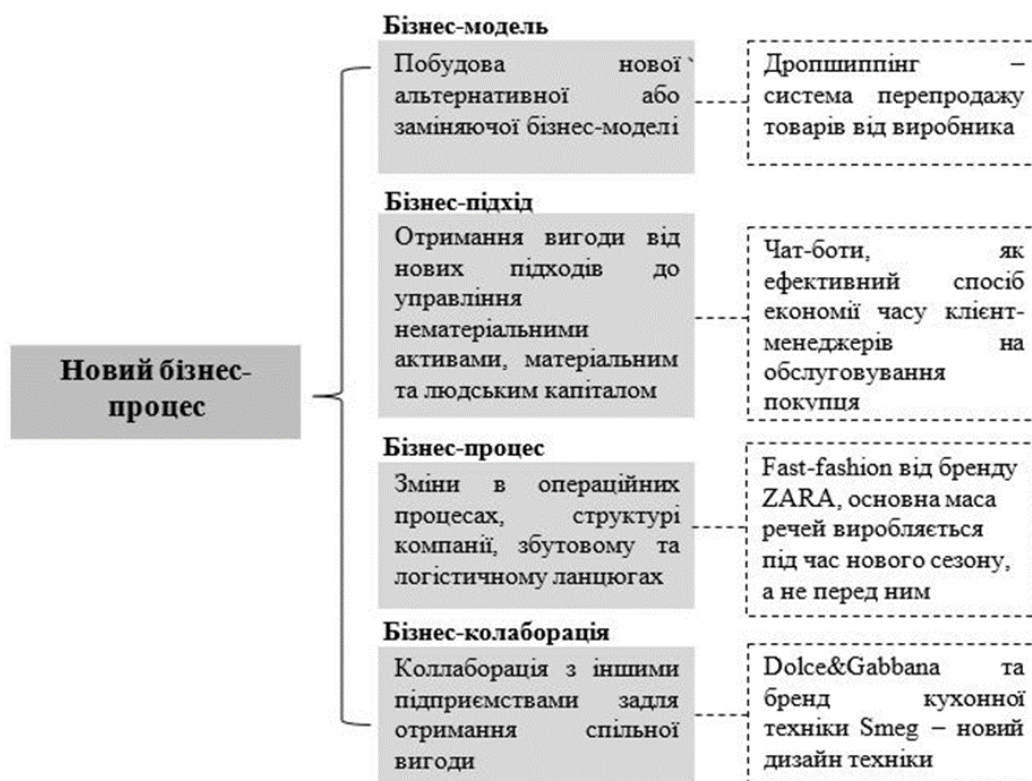 Новий бізнес-
процес
Бізнес-модель
Побудова нової `
альтернативної або
заміняючої бізнес-моделі
Дропшиппінг –
система перепродажу
товарів від виробника
Бізнес-підхід
Отримання вигоди від
нових підходів до
управління
нематеріальними
активами, матеріальним
та людським капіталом
Чат-боти, як
ефективний спосіб
економії часу клієнт-
менеджерів на
обслуговування
покупця
Бізнес-процес
Зміни в операційних
процесах, структурі
компанії, збутовому та
логістичному ланцюгах
Fast-fashion від бренду
ZARA, основна маса
речей виробляється
під час нового сезону,
а не перед ним
Бізнес-колаборація
Коллаборація з іншими
підприємствами задля
отримання спільної
вигоди
Dolce&Gabbana та
бренд кухонної
техніки Smeg – новий
дизайн техніки